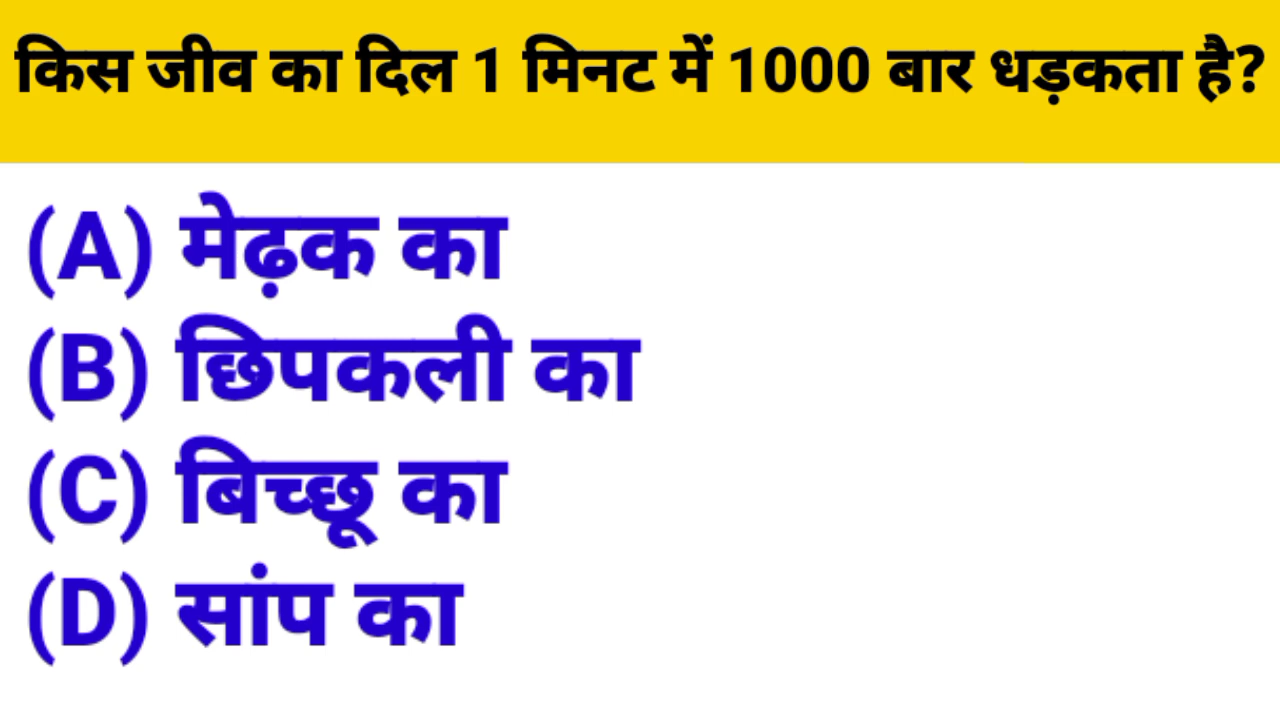 किस जीव का दिल 1 मिनट में 1000 बार धड़कता है?
(A) मेढ़क का
(B) छिपकली का
(C) बिच्छू का
(D) सांप का